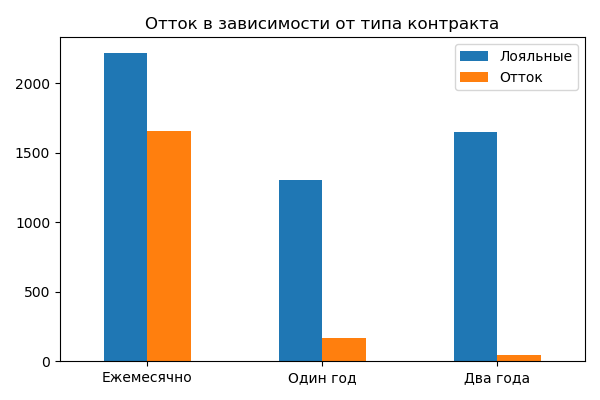 Отток в зависимости от типа контракта
Лояльные
Отток
2000
1500
1000
500
0
Ежемесячно
Один год
Два года